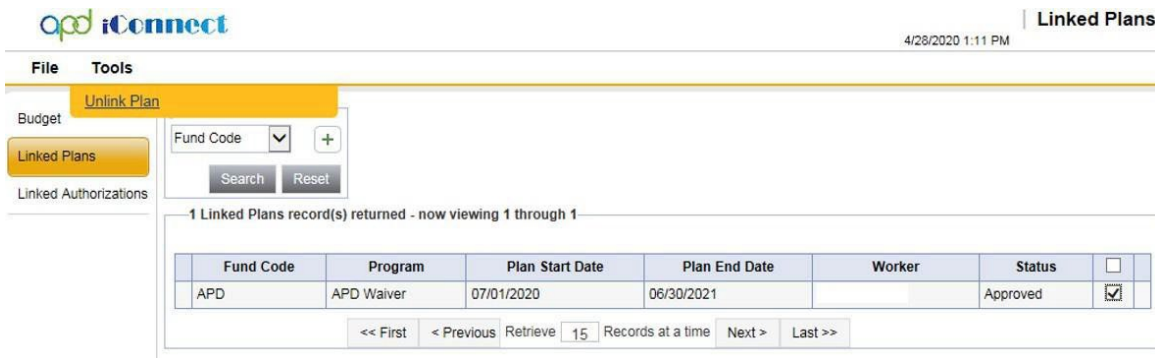 apd iConnect
Linked Plans
4/28/2020 1:11 PM
File Tools
Unlink Plan
Budget
Linked Plans
Linked Authorizations
Fund Code
+
Search Reset
1 Linked Plans record(s) returned - now viewing 1 through 1
Fund Code Program Plan Start Date Plan End Date Worker Status
APD APD Waiver 07/01/2020 06/30/2021 Approved
<< First < Previous Retrieve 15 Records at a time Next > Last >>